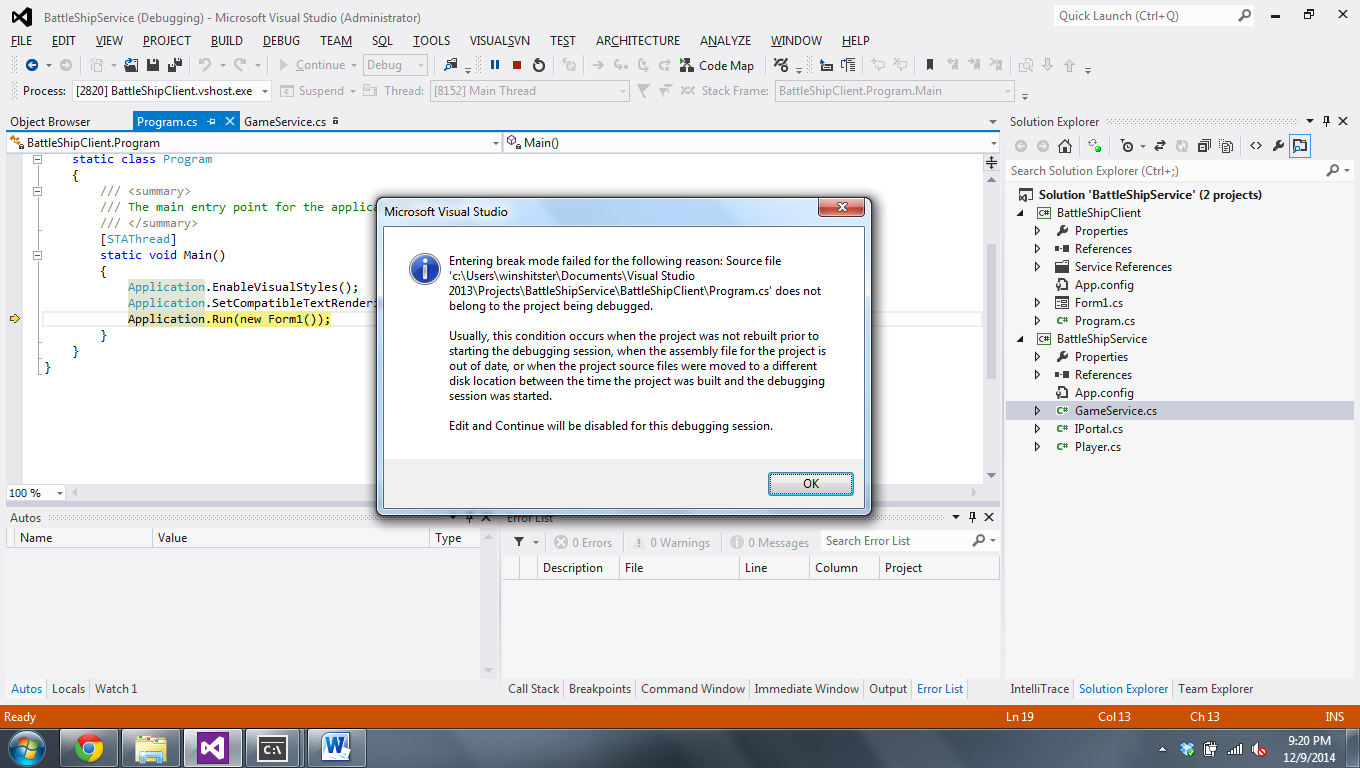 BattleShipService (Debugging) - Microsoft Visual Studio (Administrator)
Quick Launch (Ctrl+Q)
FILE EDIT VIEW PROJECT BUILD DEBUG TEAM SQL TOOLS VISUALSVN TEST ARCHITECTURE ANALYZE WINDOW HELP
Continue Debug Code Map
Process: [2820] BattleShipClient.vshost.exe Suspend Thread: [8152] Main Thread Stack Frame: BattleShipClient.Program.Main
Object Browser Program.cs GameService.cs
BattleShipClient.Program Main()
static class Program
{
/// <summary>
/// The main entry point for the applica
/// </summary>
[STAThread]
static void Main()
{
Application.EnableVisualStyles();
Application.SetCompatibleTextRenderi
Application.Run(new Form1());
}
}
}
100 %
Microsoft Visual Studio
Entering break mode failed for the following reason: Source file
'c:\Users\winshitster\Documents\Visual Studio
2013\Projects\BattleShipService\BattleShipClient\Program.cs' does not
belong to the project being debugged.
Usually, this condition occurs when the project was not rebuilt prior to
starting the debugging session, when the assembly file for the project is
out of date, or when the project source files were moved to a different
disk location between the time the project was built and the debugging
session was started.
Edit and Continue will be disabled for this debugging session.
OK
Solution Explorer
Search Solution Explorer (Ctrl+;)
Solution 'BattleShipService' (2 projects)
C# BattleShipClient
Properties
References
Service References
App.config
Form1.cs
C# Program.cs
C# BattleShipService
Properties
References
App.config
C# GameService.cs
C# IPortal.cs
C# Player.cs
Autos
Name Value Type
Error List
0 Errors 0 Warnings 0 Messages Search Error List
Description File Line Column Project
Autos Locals Watch 1
Call Stack Breakpoints Command Window Immediate Window Output Error List
IntelliTrace Solution Explorer Team Explorer
Ready Ln 19 Col 13 Ch 13 INS
C:\
W
9:20 PM
12/9/2014